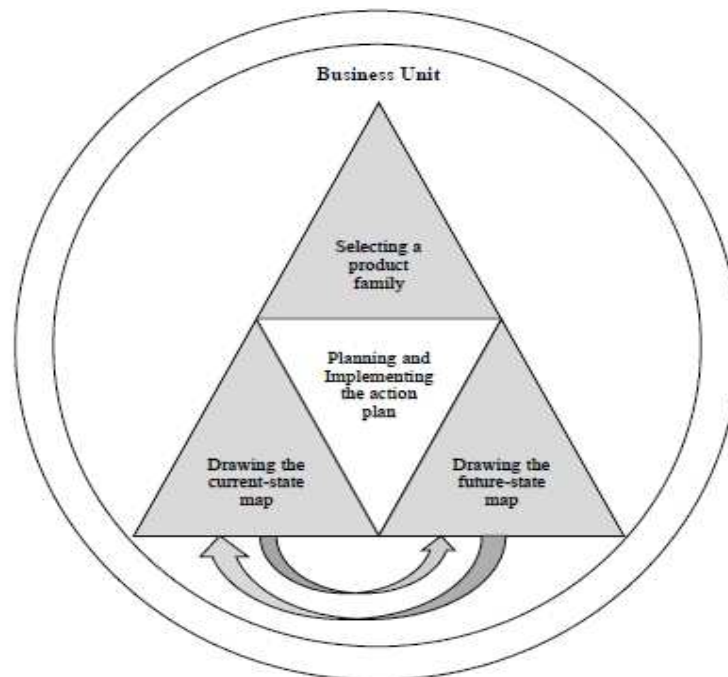 Business Unit
Selecting a
product
family
Planning and
Implementing
the action
plan
Drawing the
current-state
map
Drawing the
future-state
map